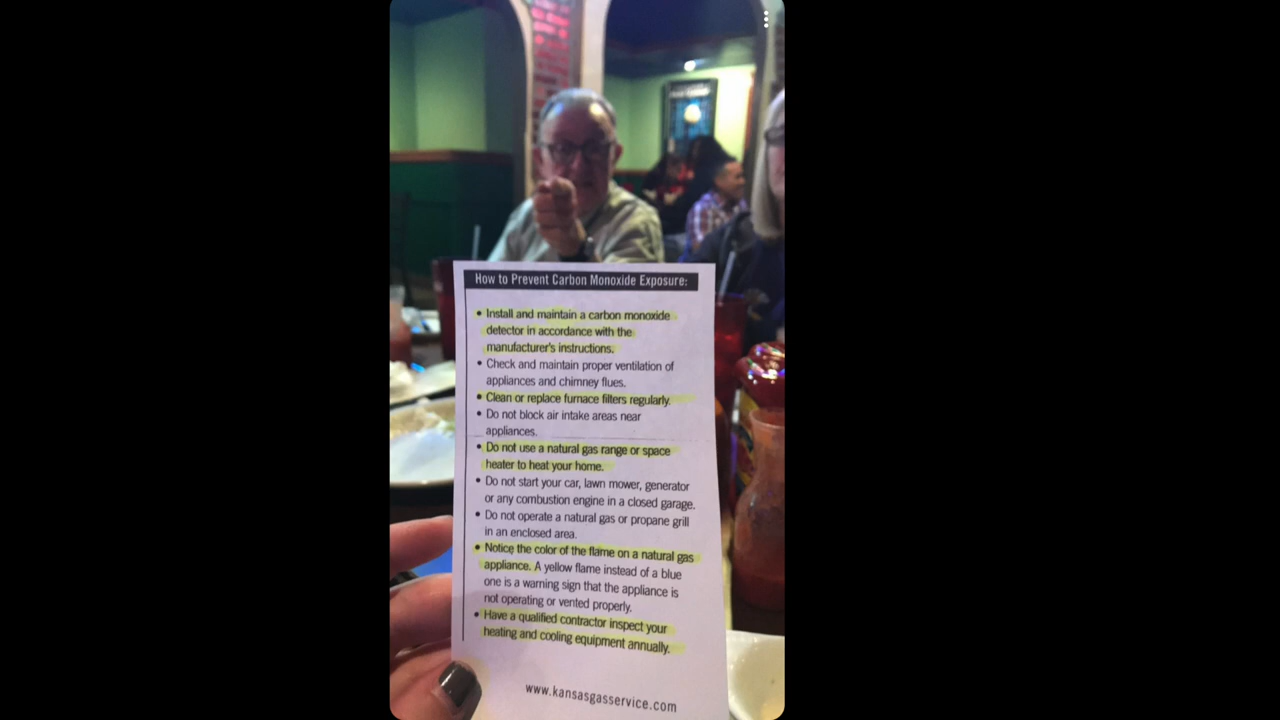 How to Prevent Carbon Monoxide Exposure:
• Install and maintain a carbon monoxide
detector in accordance with the
manufacturer's instructions.
• Check and maintain proper ventilation of
appliances and chimney flues.
• Clean or replace furnace filters regularly.
• Do not block air intake areas near
appliances.
• Do not use a natural gas range or space
heater to heat your home.
• Do not start your car, lawn mower, generator
or any combustion engine in a closed garage.
• Do not operate a natural gas or propane grill
in an enclosed area.
• Notice the color of the flame on a natural gas
appliance. A yellow flame instead of a blue
one is a warning sign that the appliance is
not operating or vented properly.
• Have a qualified contractor inspect your
heating and cooling equipment annually.
www.kansasgasservice.com